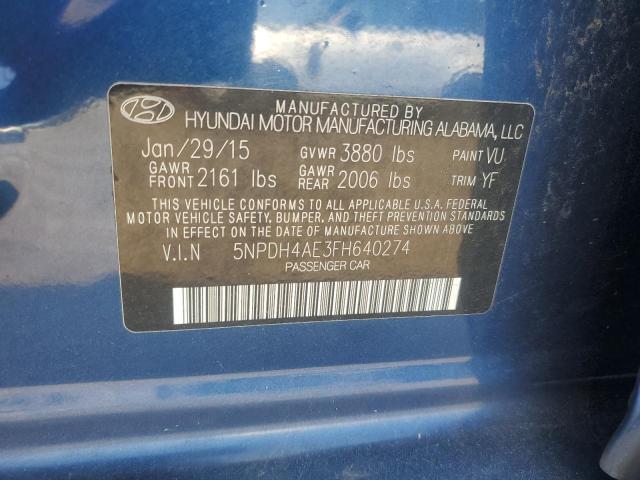 MANUFACTURED BY
HYUNDAI MOTOR MANUFACTURING ALABAMA, LLC
Jan/29/15 GVWR 3880 lbs PAINT VU
GAWR FRONT 2161 lbs GAWR REAR 2006 lbs TRIM YF
THIS VEHICLE CONFORMS TO ALL APPLICABLE U.S.A. FEDERAL
MOTOR VEHICLE SAFETY, BUMPER, AND THEFT PREVENTION STANDARDS
IN EFFECT ON THE DATE OF MANUFACTURE SHOWN ABOVE
V.I.N 5NPDH4AE3FH640274
PASSENGER CAR